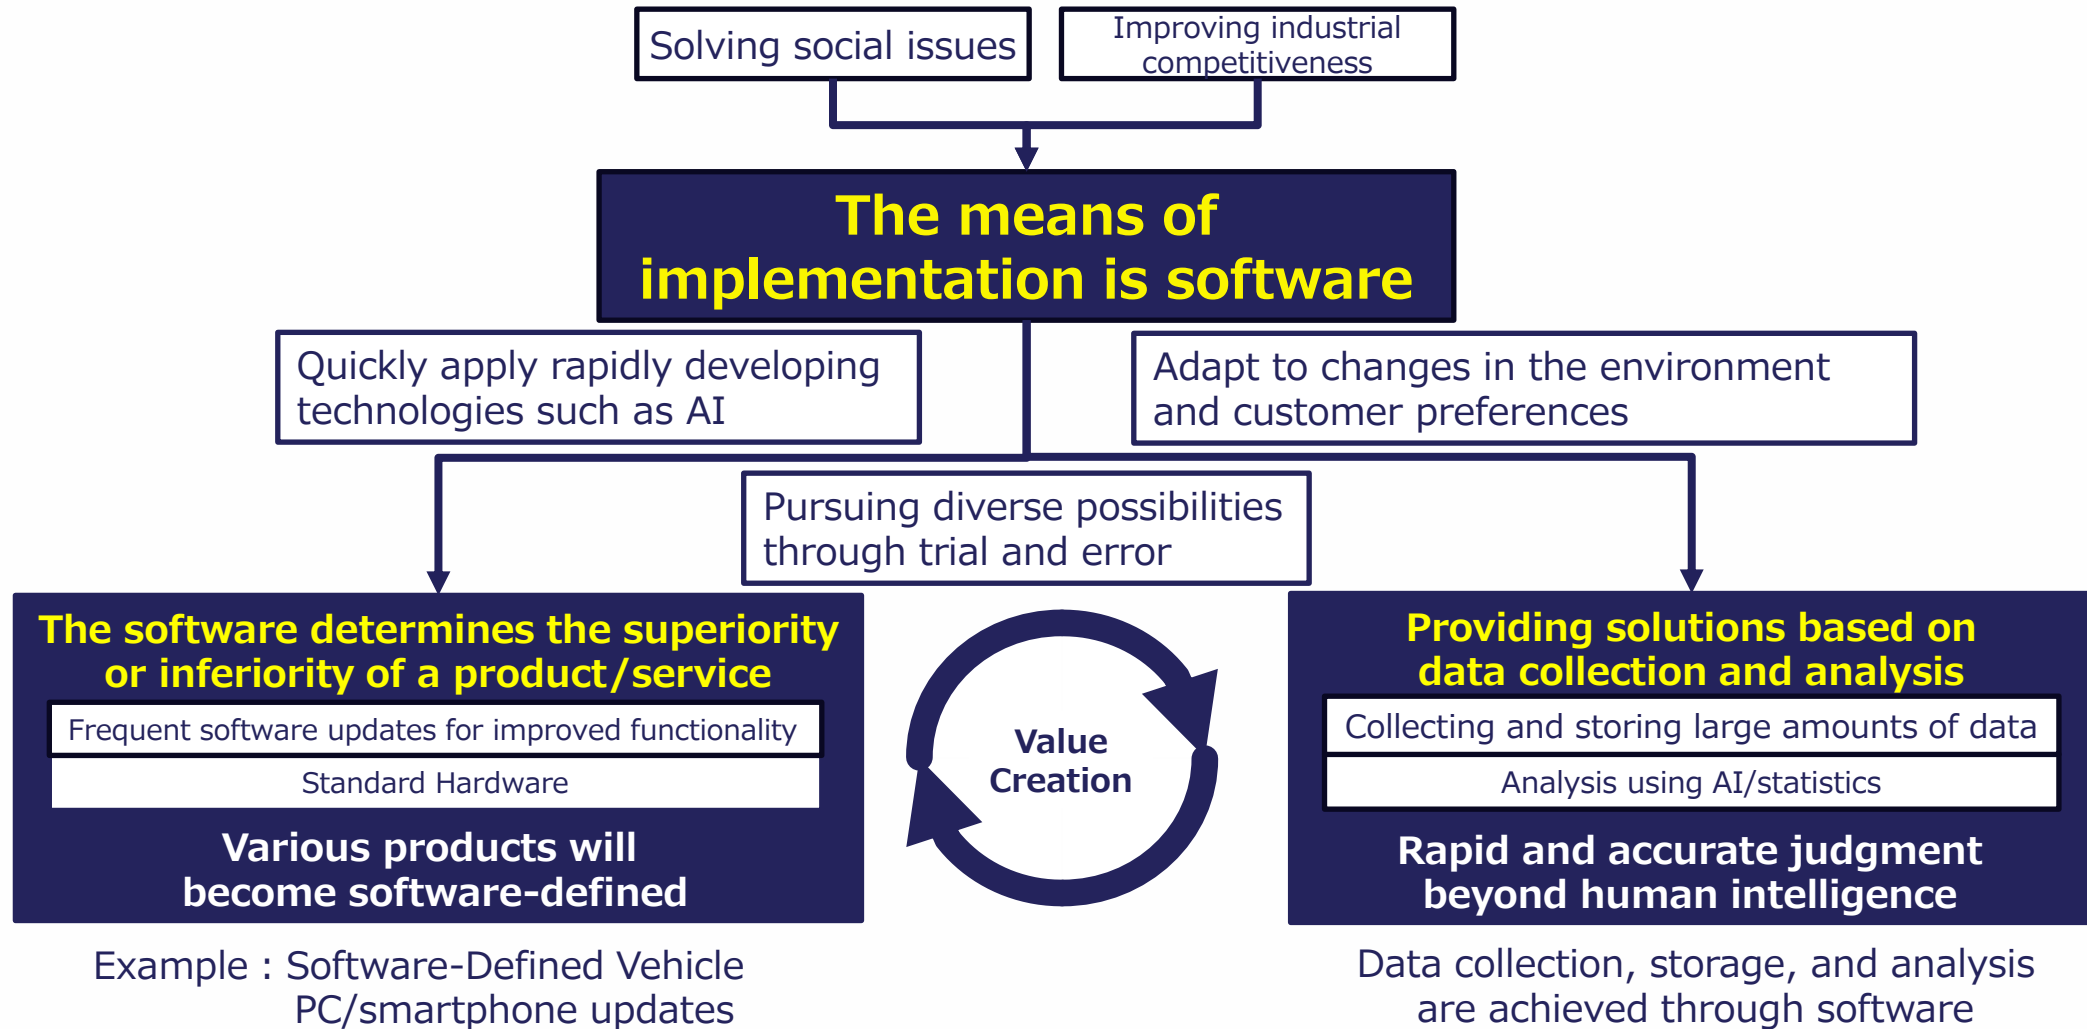 Solving social issues
Improving industrial
competitiveness
The means of
implementation is software
Quickly apply rapidly developing
technologies such as AI
Adapt to changes in the environment
and customer preferences
Pursuing diverse possibilities
through trial and error
The software determines the superiority
or inferiority of a product/service
Frequent software updates for improved functionality
Standard Hardware
Various products will
become software-defined
Example : Software-Defined Vehicle
PC/smartphone updates
Value
Creation
Providing solutions based on
data collection and analysis
Collecting and storing large amounts of data
Analysis using AI/statistics
Rapid and accurate judgment
beyond human intelligence
Data collection, storage, and analysis
are achieved through software